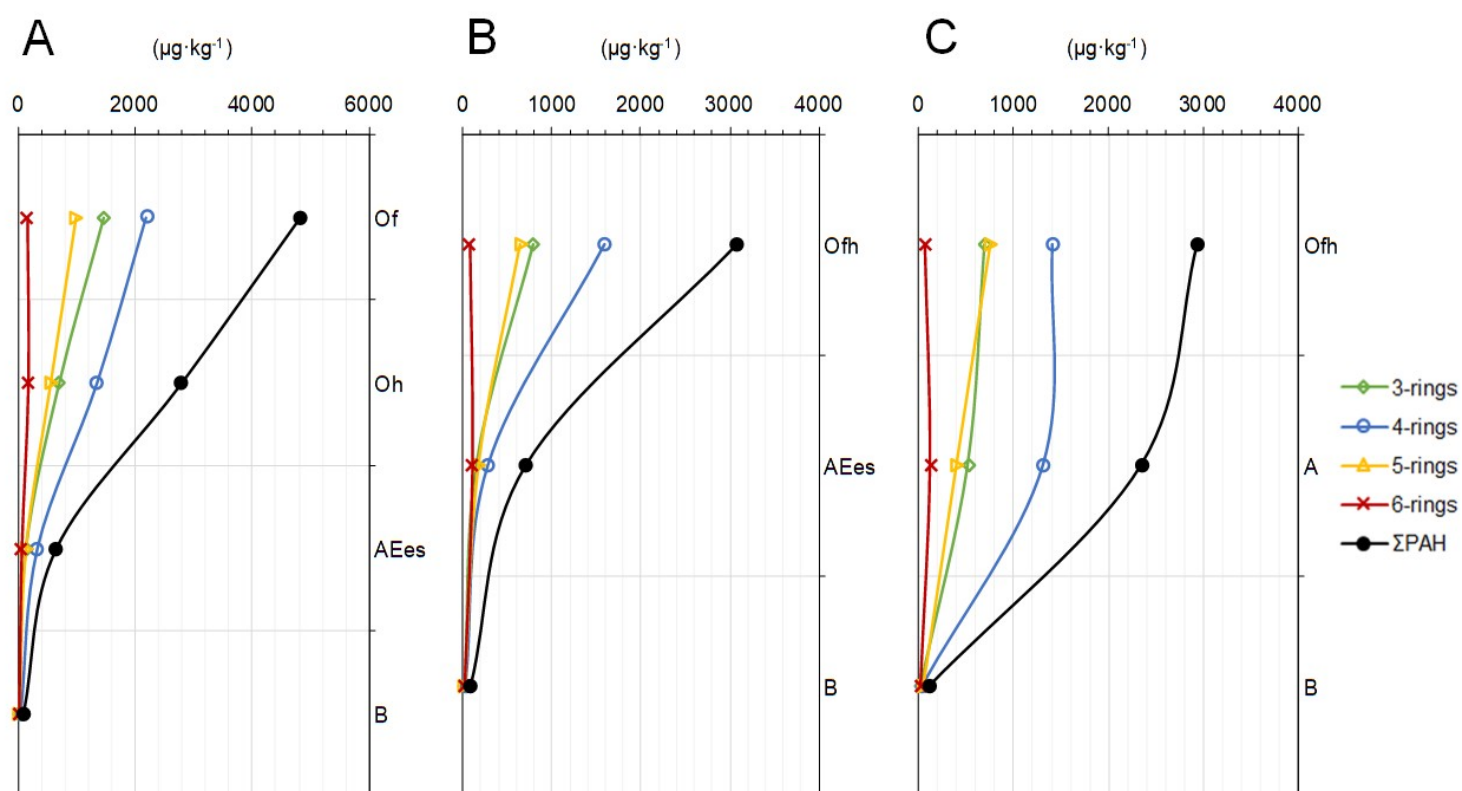 A
(µg·kg⁻¹)
0 2000 4000 6000
Of
Oh
AEes
B
B
(µg·kg⁻¹)
0 1000 2000 3000 4000
Ofh
AEes
B
C
(µg·kg⁻¹)
0 1000 2000 3000 4000
Ofh
A
B
3-rings
4-rings
5-rings
6-rings
ΣPAH